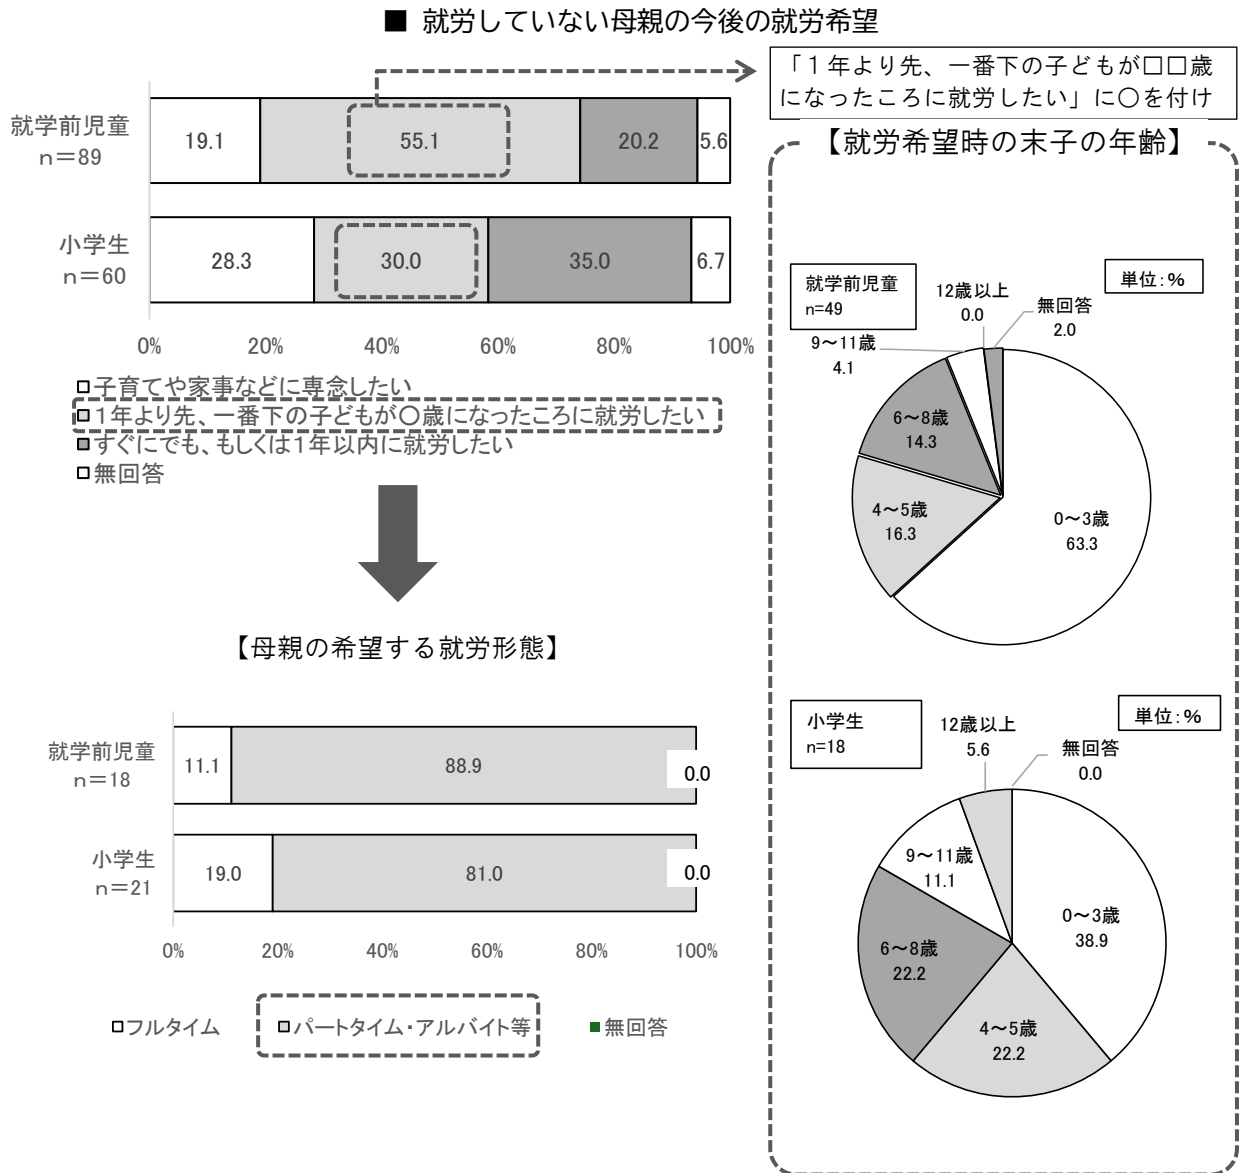 ■ 就労していない母親の今後の就労希望
「１年より先、一番下の子どもが□□歳
になったころに就労したい」に○を付け
就学前児童
n＝89
19.1
55.1
20.2
5.6
小学生
n＝60
28.3
30.0
35.0
6.7
0%
20%
40%
60%
80%
100%
子育てや家事などに専念したい
１年より先、一番下の子どもが○歳になったころに就労したい
すぐにでも、もしくは１年以内に就労したい
無回答
【就労希望時の末子の年齢】
就学前児童
n=49
単位：%
12歳以上
0.0
無回答
2.0
9～11歳
4.1
6～8歳
14.3
4～5歳
16.3
0～3歳
63.3
【母親の希望する就労形態】
就学前児童
n＝18
11.1
88.9
0.0
小学生
n＝21
19.0
81.0
0.0
0%
20%
40%
60%
80%
100%
フルタイム
パートタイム・アルバイト等
無回答
小学生
n=18
単位：%
12歳以上
5.6
無回答
0.0
9～11歳
11.1
0～3歳
38.9
6～8歳
22.2
4～5歳
22.2